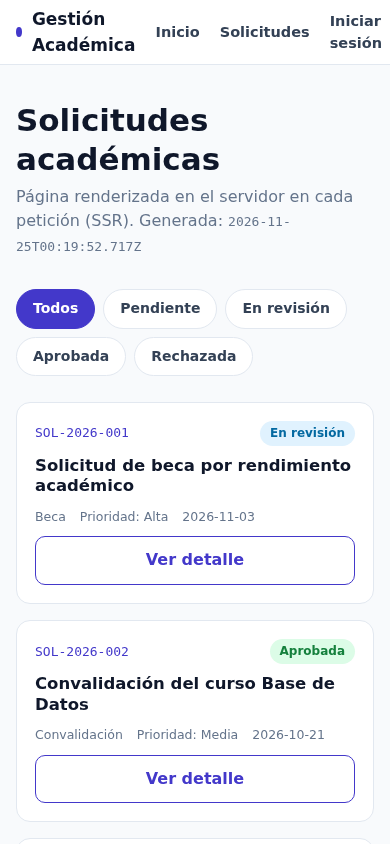 Gestión
Académica
Inicio
Solicitudes
Iniciar
sesión
Solicitudes
académicas
Página renderizada en el servidor en cada
petición (SSR). Generada: 2026-11-
25T00:19:52.717Z
Todos
Pendiente
En revisión
Aprobada
Rechazada
SOL-2026-001
En revisión
Solicitud de beca por rendimiento
académico
Beca Prioridad: Alta 2026-11-03
Ver detalle
SOL-2026-002
Aprobada
Convalidación del curso Base de
Datos
Convalidación Prioridad: Media 2026-10-21
Ver detalle